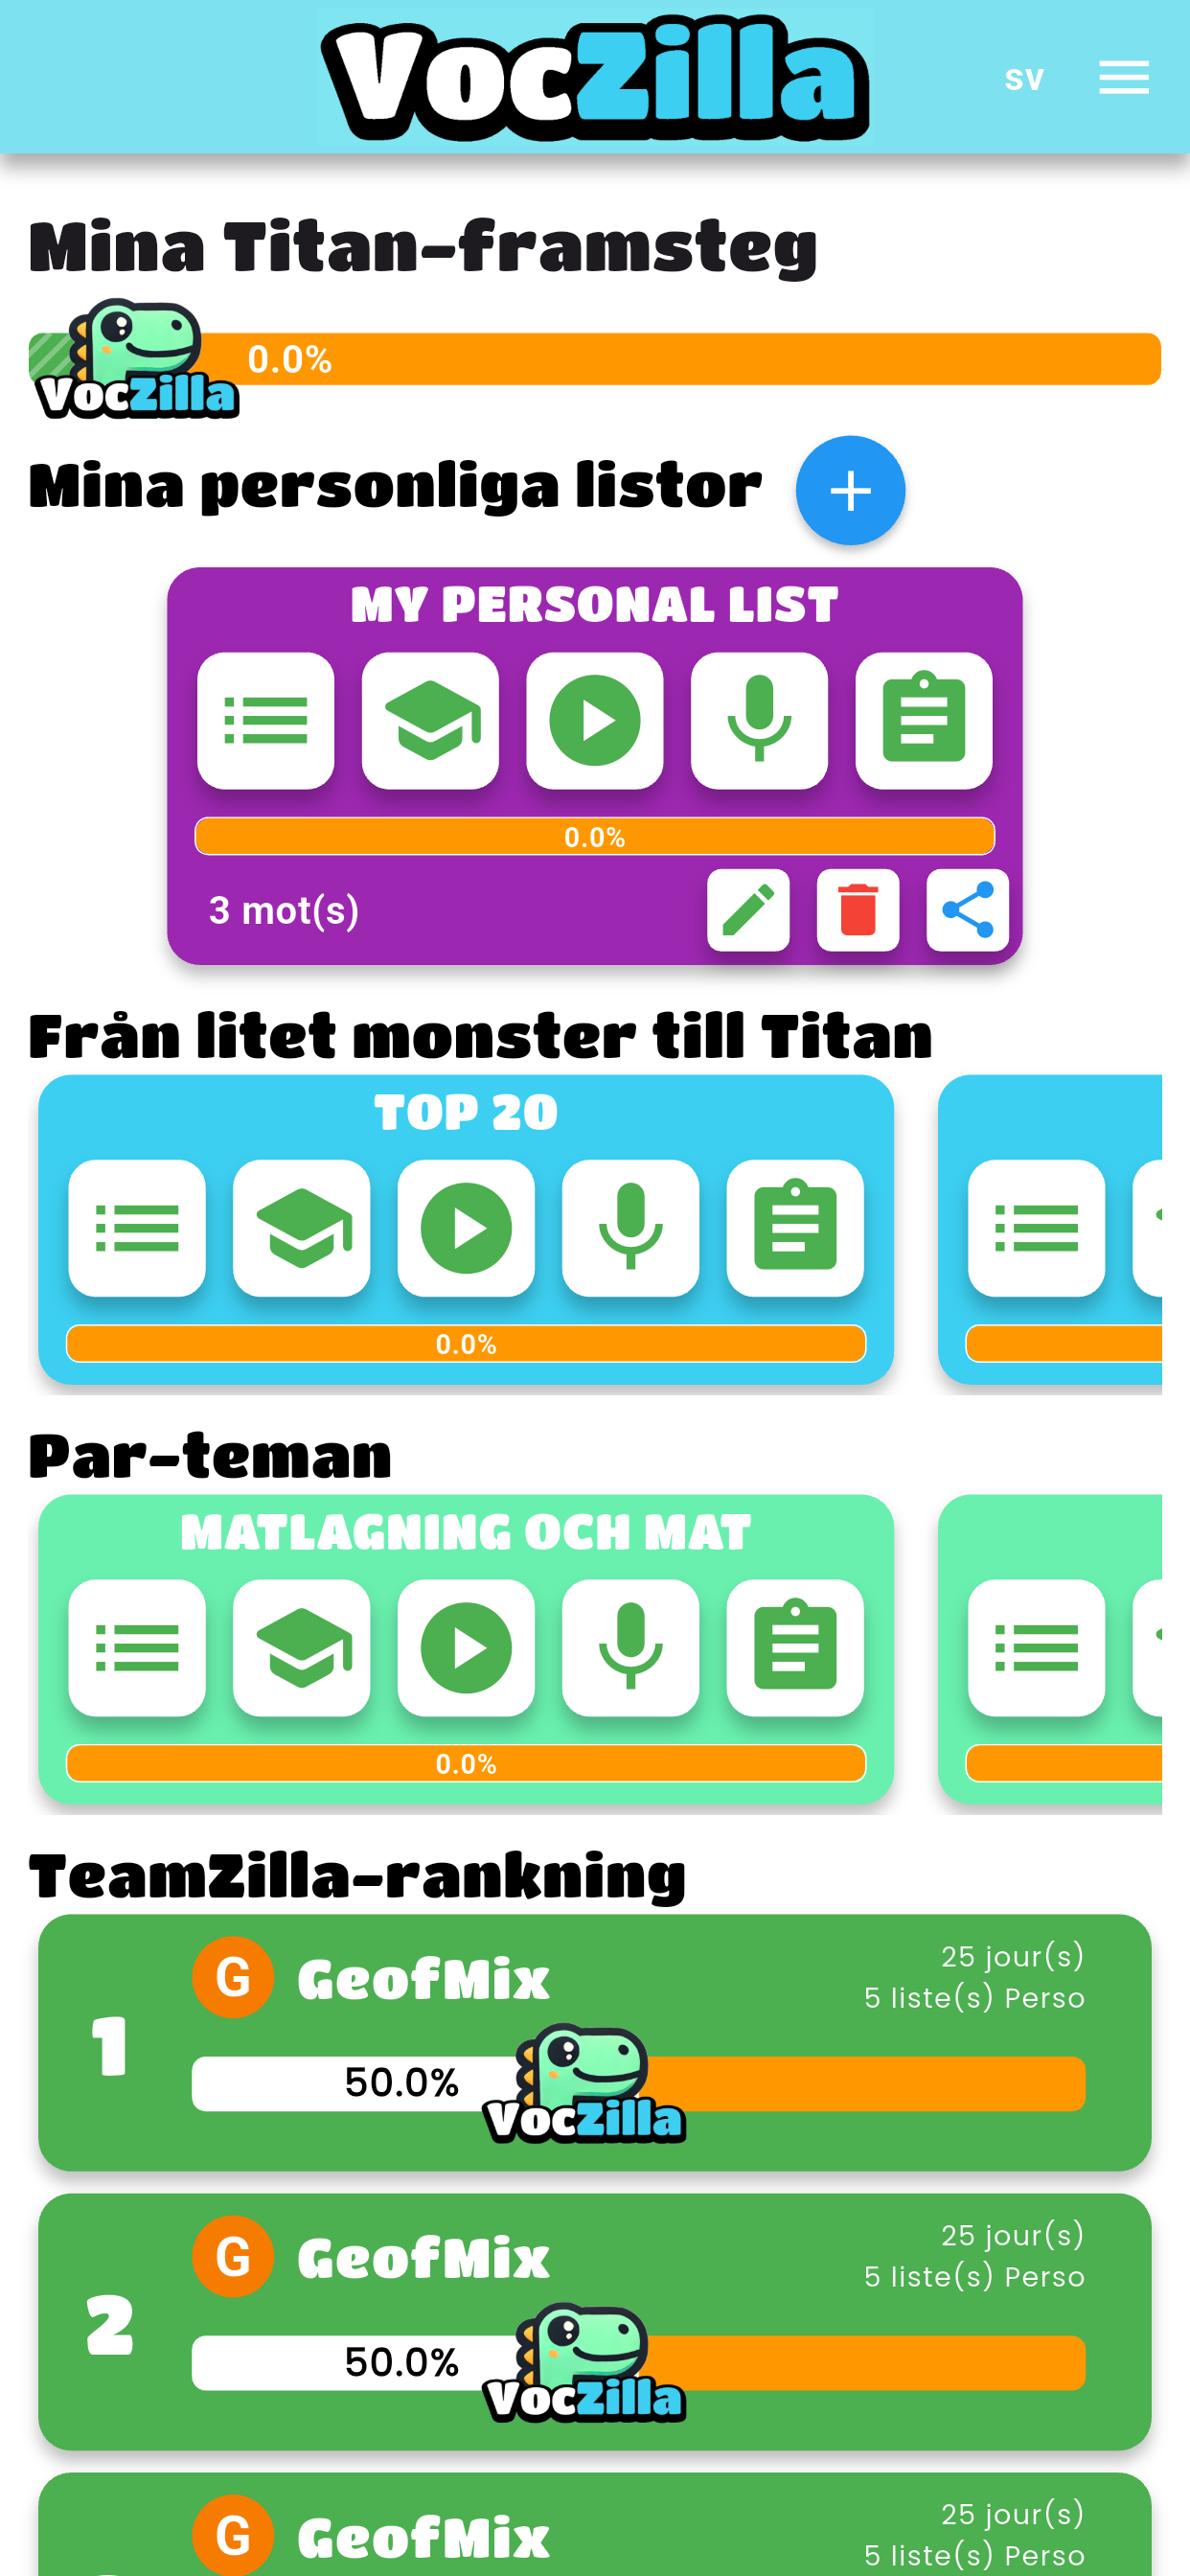 VocZilla
SV
Mina Titan-framsteg
0.0%
VocZilla
Mina personliga listor
MY PERSONAL LIST
0.0%
3 mot(s)
Från litet monster till Titan
TOP 20
0.0%
Par-teman
MATLAGNING OCH MAT
0.0%
TeamZilla-rankning
1
G
GeofMix
25 jour(s)
5 liste(s) Perso
50.0%
VocZilla
2
G
GeofMix
25 jour(s)
5 liste(s) Perso
50.0%
VocZilla
G
GeofMix
25 jour(s)
5 liste(s) Perso